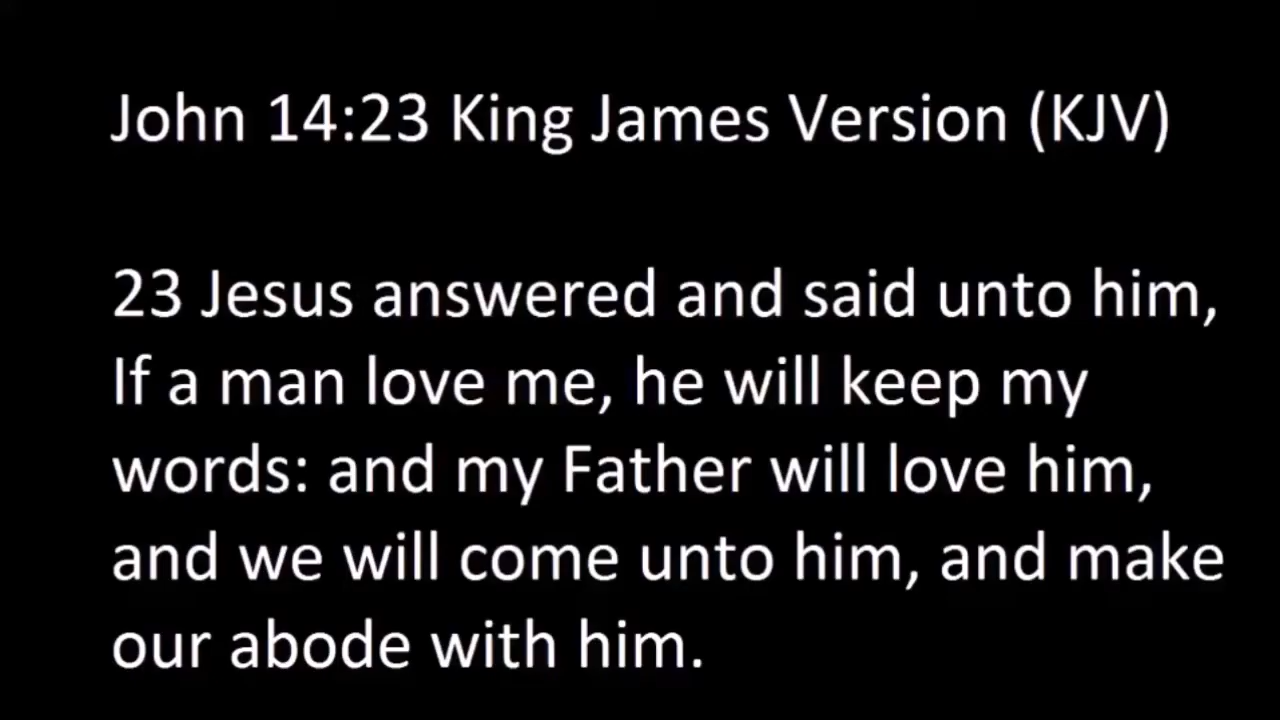 John 14:23 King James Version (KJV)
23 Jesus answered and said unto him,
If a man love me, he will keep my
words: and my Father will love him,
and we will come unto him, and make
our abode with him.